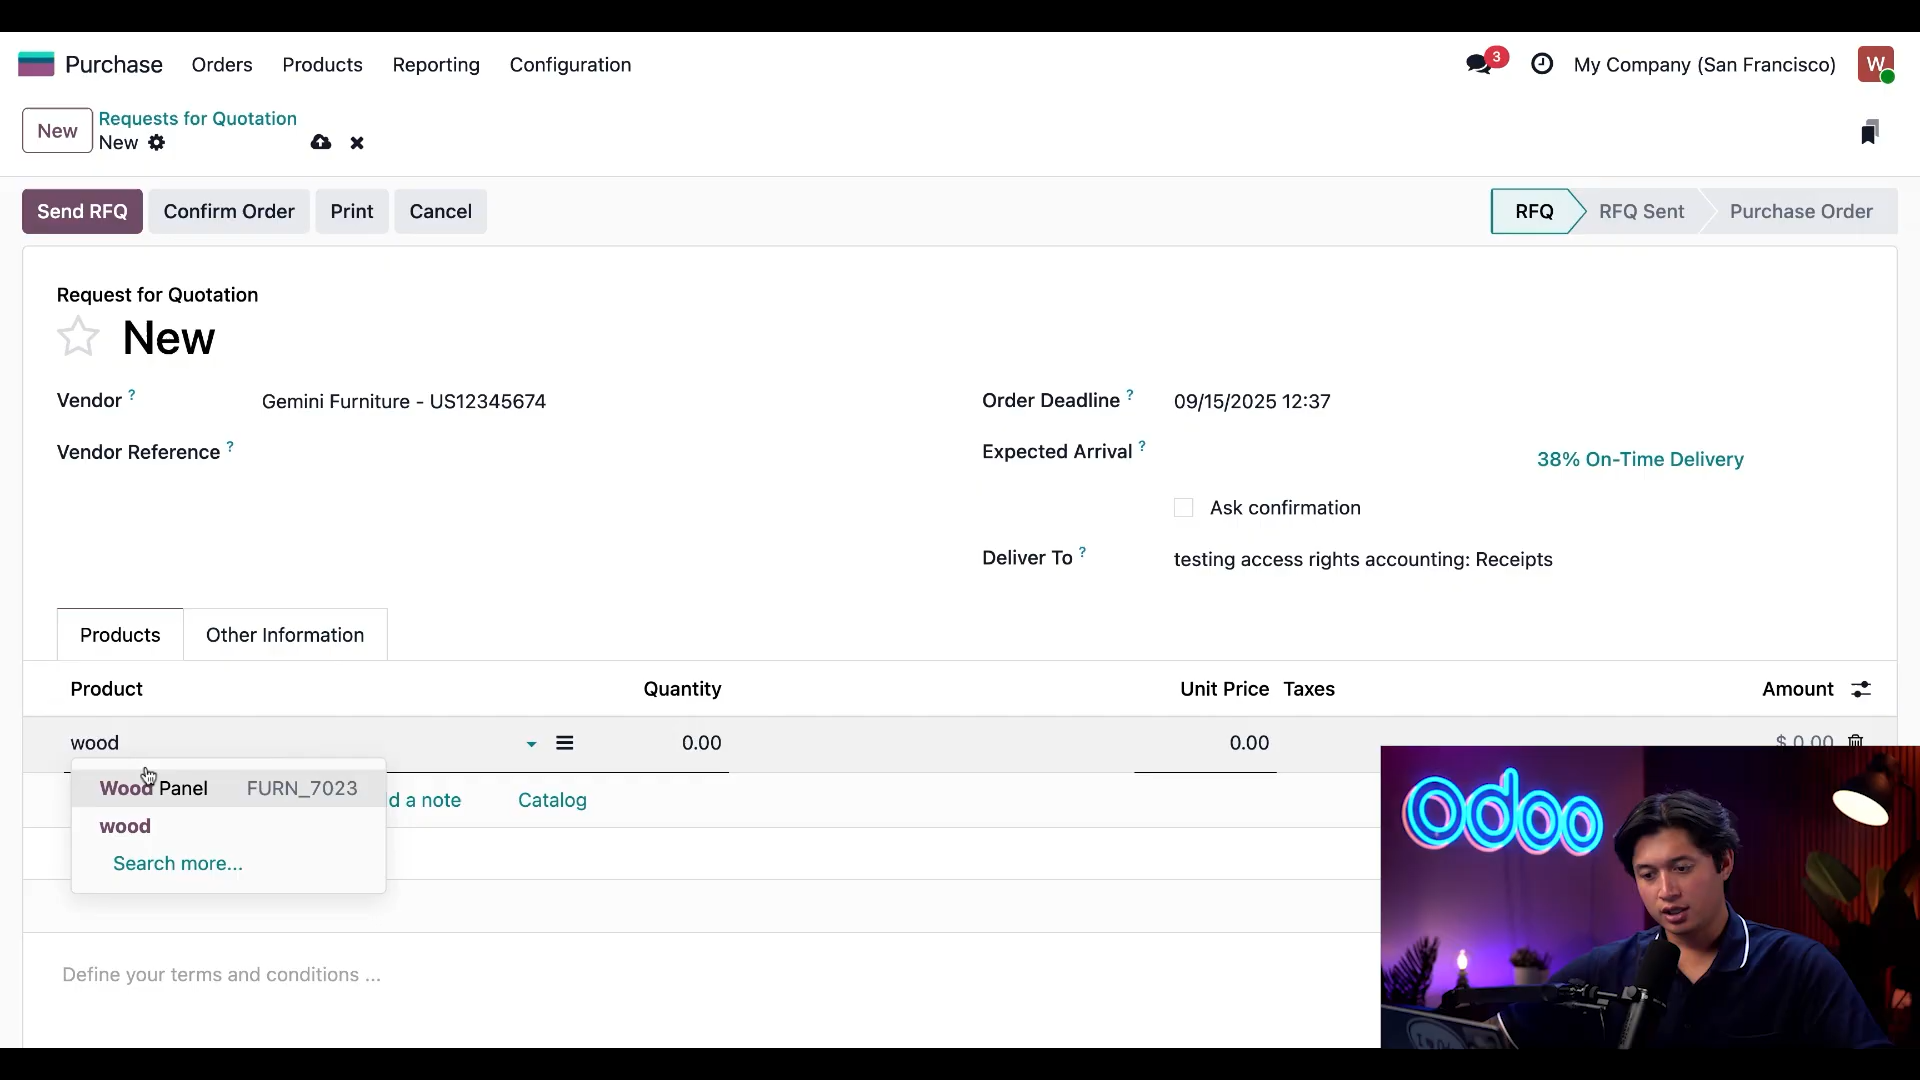 Purchase Orders Products Reporting Configuration
3
My Company (San Francisco)
W
New
Requests for Quotation
New
Send RFQ Confirm Order Print Cancel
RFQ RFQ Sent Purchase Order
Request for Quotation
New
Vendor ? Gemini Furniture - US12345674
Order Deadline ? 09/15/2025 12:37
Vendor Reference ?
Expected Arrival ?
38% On-Time Delivery
Ask confirmation
Deliver To ? testing access rights accounting: Receipts
Products Other Information
Product Quantity Unit Price Taxes Amount
wood 0.00 0.00 $ 0.00
Wood Panel FURN_7023
d a note Catalog
wood
Search more...
Define your terms and conditions ...
odoo